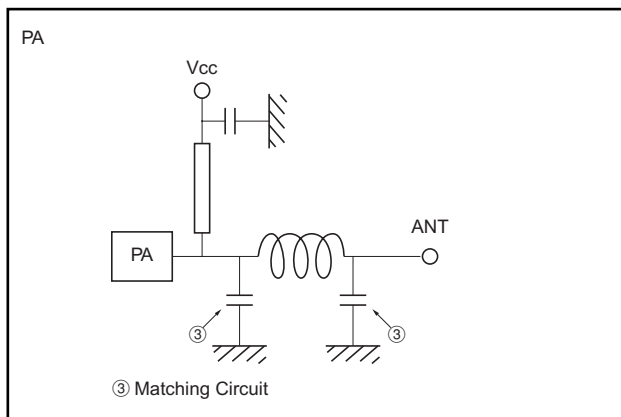 PA
Vcc
ANT
PA
③
③
③ Matching Circuit